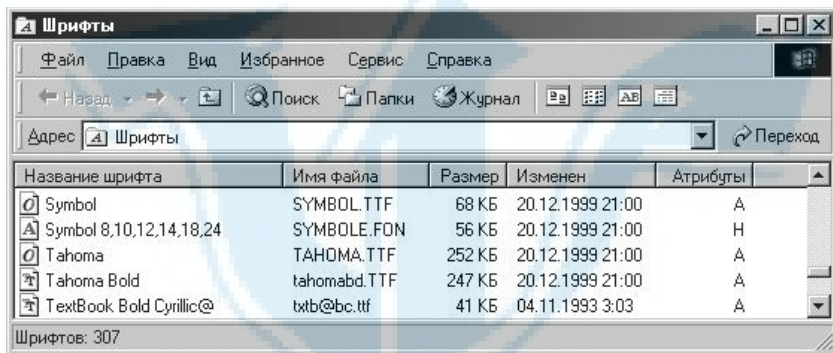 Шрифты
Файл Правка Вид Избранное Сервис Справка
Назад Поиск Папки Журнал
Адрес Шрифты Переход
Название шрифта Имя файла Размер Изменен Атрибуты
Symbol SYMBOL.TTF 68 КБ 20.12.1999 21:00 A
Symbol 8,10,12,14,18,24 SYMBOLE.FON 56 КБ 20.12.1999 21:00 H
Tahoma TAHOMA.TTF 252 КБ 20.12.1999 21:00 A
Tahoma Bold tahomabd.TTF 247 КБ 20.12.1999 21:00 A
TextBook Bold Cyrillic@ txtb@bc.ttf 41 КБ 04.11.1993 3:03 A
Шрифтов: 307